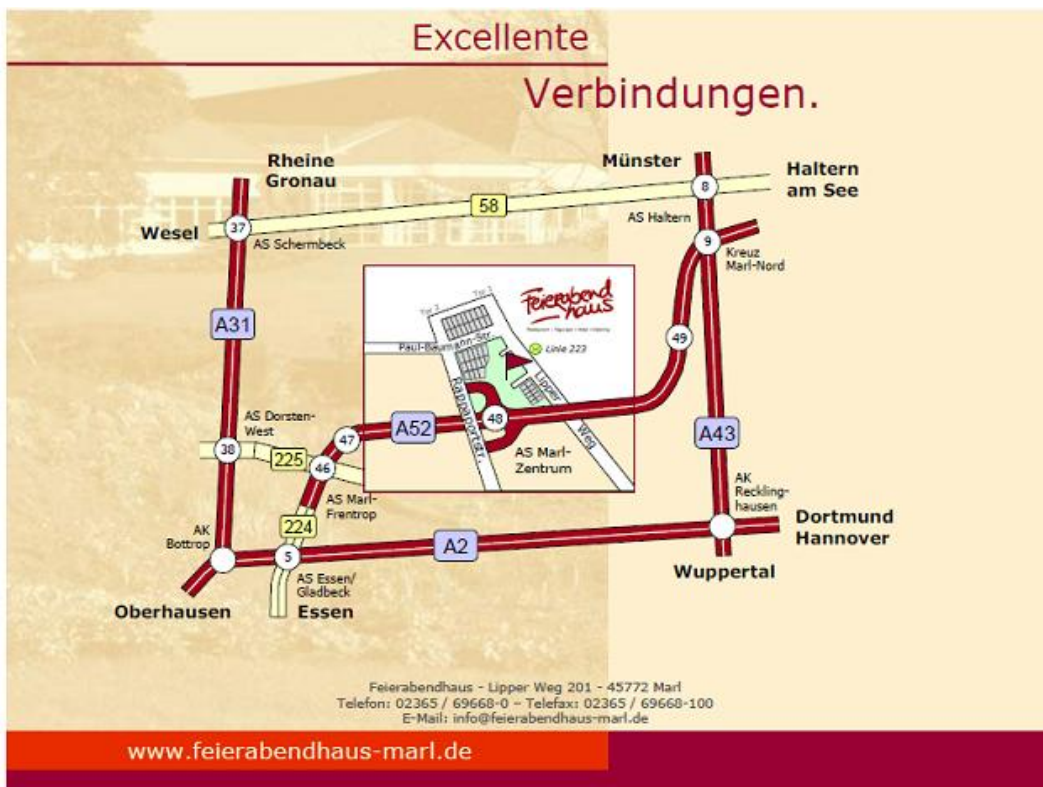 Excellente
Verbindungen.
Rheine
Gronau
Münster
Haltern
am See
8
58
Wesel
37
AS Schermbeck
AS Haltern
9
Kreuz
Marl-Nord
A31
Tor 2
Feierabend
haus
Paul-Baumann-Str.
Linie 223
49
Lipper
Weg
Rappaportstr.
AS Dorsten-
West
A52
48
A43
47
38
225
46
AS Marl-
Zentrum
AS Marl-
Frentrop
AK
Reckling-
hausen
224
AK
Bottrop
5
A2
Dortmund
Hannover
AS Essen/
Gladbeck
Wuppertal
Oberhausen
Essen
Feierabendhaus - Lipper Weg 201 - 45772 Marl
Telefon: 02365 / 69668-0 – Telefax: 02365 / 69668-100
E-Mail: info@feierabendhaus-marl.de
www.feierabendhaus-marl.de